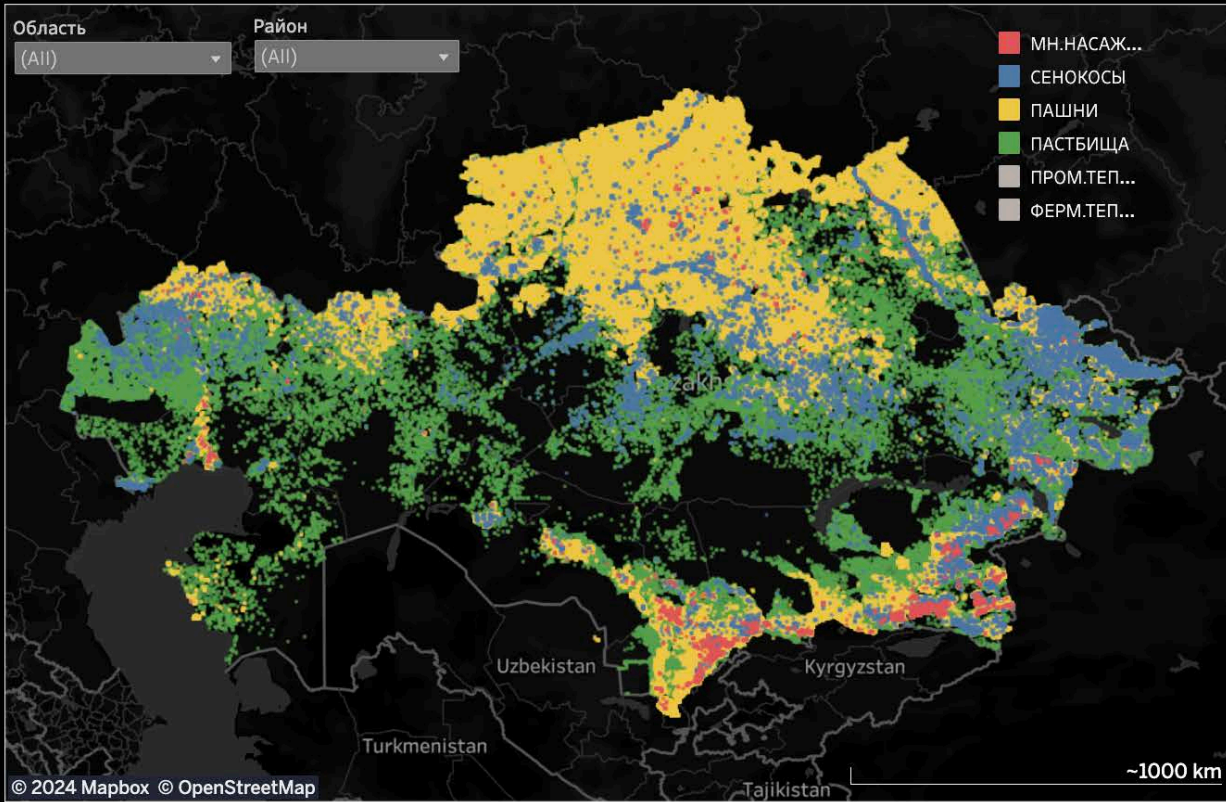 Область
(All)
Район
(All)
МН.НАСАЖ...
СЕНОКОСЫ
ПАШНИ
ПАСТБИЩА
ПРОМ.ТЕП...
ФЕРМ.ТЕП...
Uzbekistan
Kyrgyzstan
Turkmenistan
Tajikistan
~1000 km
© 2024 Mapbox © OpenStreetMap